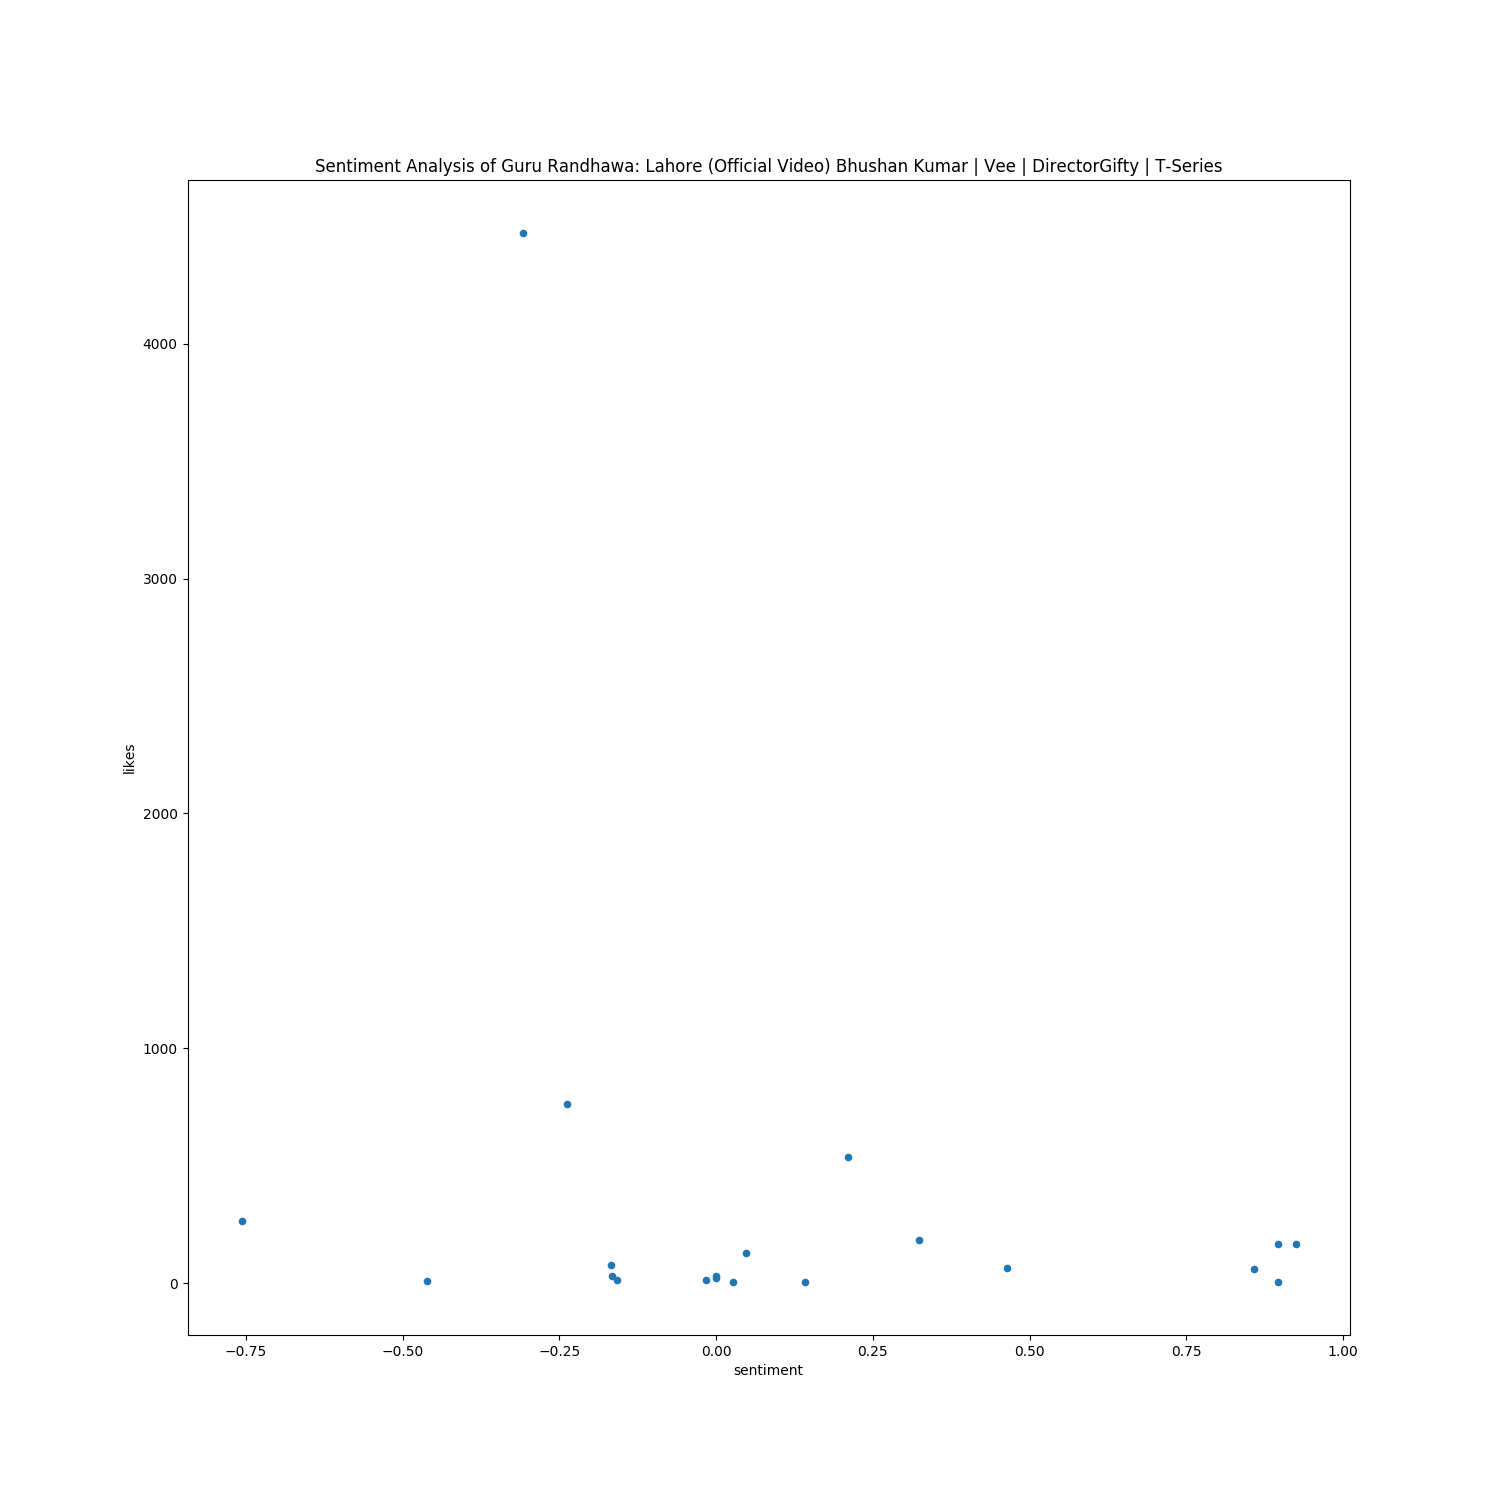 Sentiment Analysis of Guru Randhawa: Lahore (Official Video) Bhushan Kumar | Vee | DirectorGifty | T-Series
4000
3000
2000
1000
0
likes
−0.75 −0.50 −0.25 0.00 0.25 0.50 0.75 1.00
sentiment